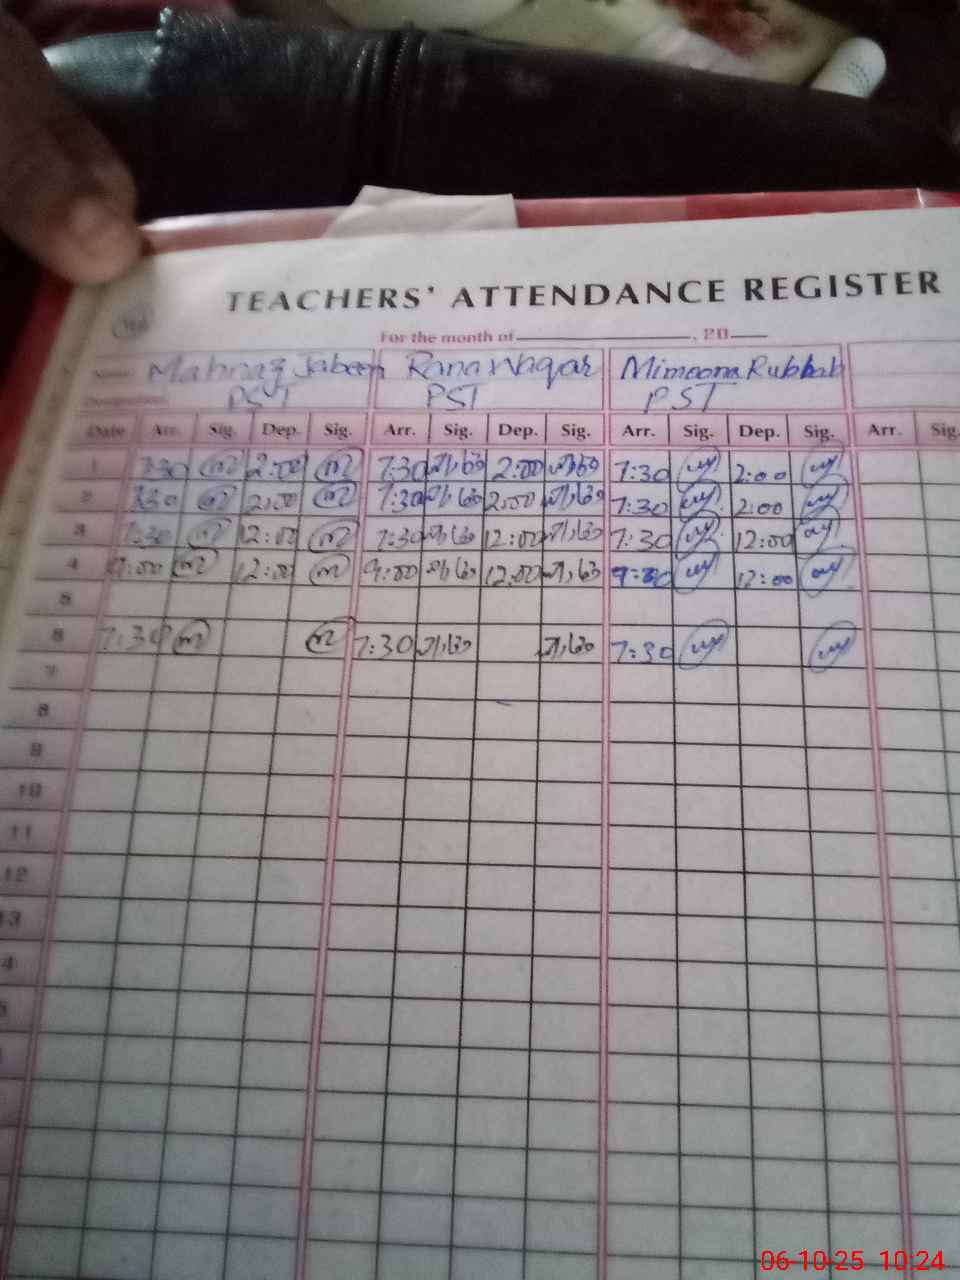 TEACHERS' ATTENDANCE REGISTER
For the month of , 20
Name Mahnaz Jabeen Rana Waqar Mimoona Rubbab
Designation PST PST PST
Date Arr. Sig. Dep. Sig. Arr. Sig. Dep. Sig. Arr. Sig. Dep. Sig. Arr. Sig.
1 7:30 2:00 7:30 2:00 7:30 2:00
2 7:30 2:00 7:30 2:00 7:30 2:00
3 7:30 12:00 7:30 12:00 7:30 12:00
4 9:00 12:00 9:00 12:00 12:00
5
6 7:30 7:30 7:30
7
8
9
10
11
12
13
4
5
06-10-25 10:24